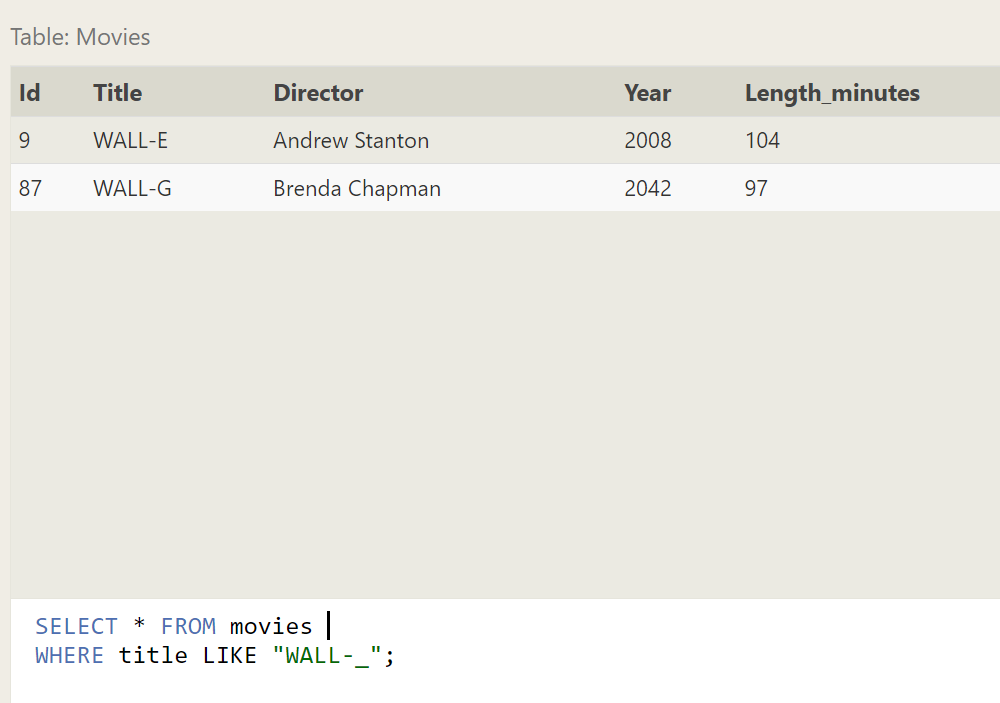 Table: Movies
Id Title Director Year Length_minutes
9 WALL-E Andrew Stanton 2008 104
87 WALL-G Brenda Chapman 2042 97
SELECT * FROM movies
WHERE title LIKE "WALL-_";